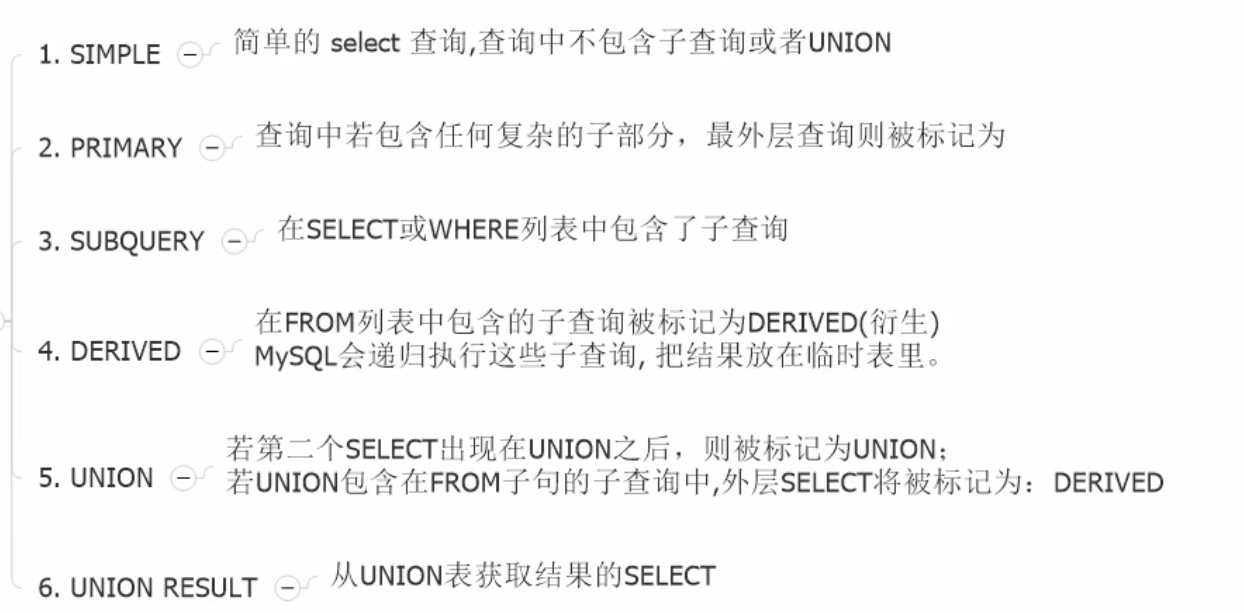 1. SIMPLE 简单的 select 查询,查询中不包含子查询或者UNION
2. PRIMARY 查询中若包含任何复杂的子部分，最外层查询则被标记为
3. SUBQUERY 在SELECT或WHERE列表中包含了子查询
4. DERIVED 在FROM列表中包含的子查询被标记为DERIVED(衍生)
MySQL会递归执行这些子查询, 把结果放在临时表里。
5. UNION 若第二个SELECT出现在UNION之后，则被标记为UNION；
若UNION包含在FROM子句的子查询中,外层SELECT将被标记为：DERIVED
6. UNION RESULT 从UNION表获取结果的SELECT